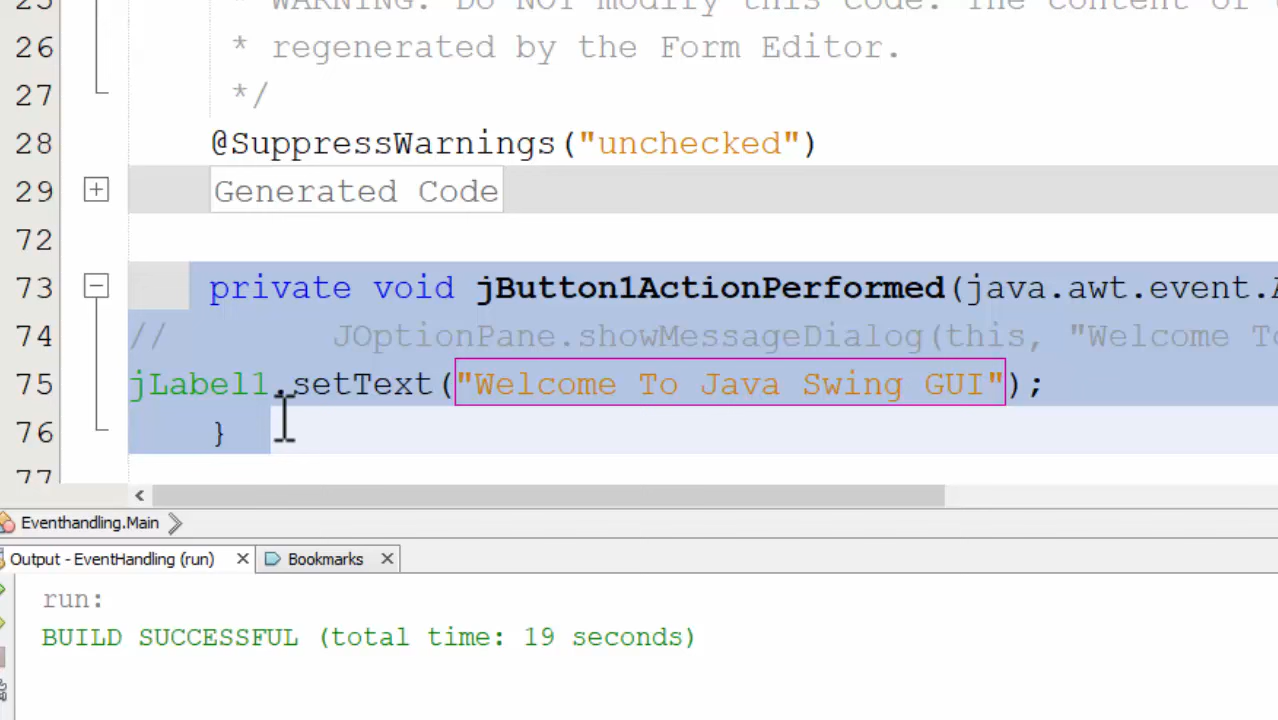 25 * WARNING: Do NOT modify this code. The content of
26 * regenerated by the Form Editor.
27 */
28 @SuppressWarnings("unchecked")
29 Generated Code
72
73 private void jButton1ActionPerformed(java.awt.event.
74 // JOptionPane.showMessageDialog(this, "Welcome To
75 jLabel1.setText("Welcome To Java Swing GUI");
76 }
77
Eventhandling.Main
Output - EventHandling (run) Bookmarks
run:
BUILD SUCCESSFUL (total time: 19 seconds)